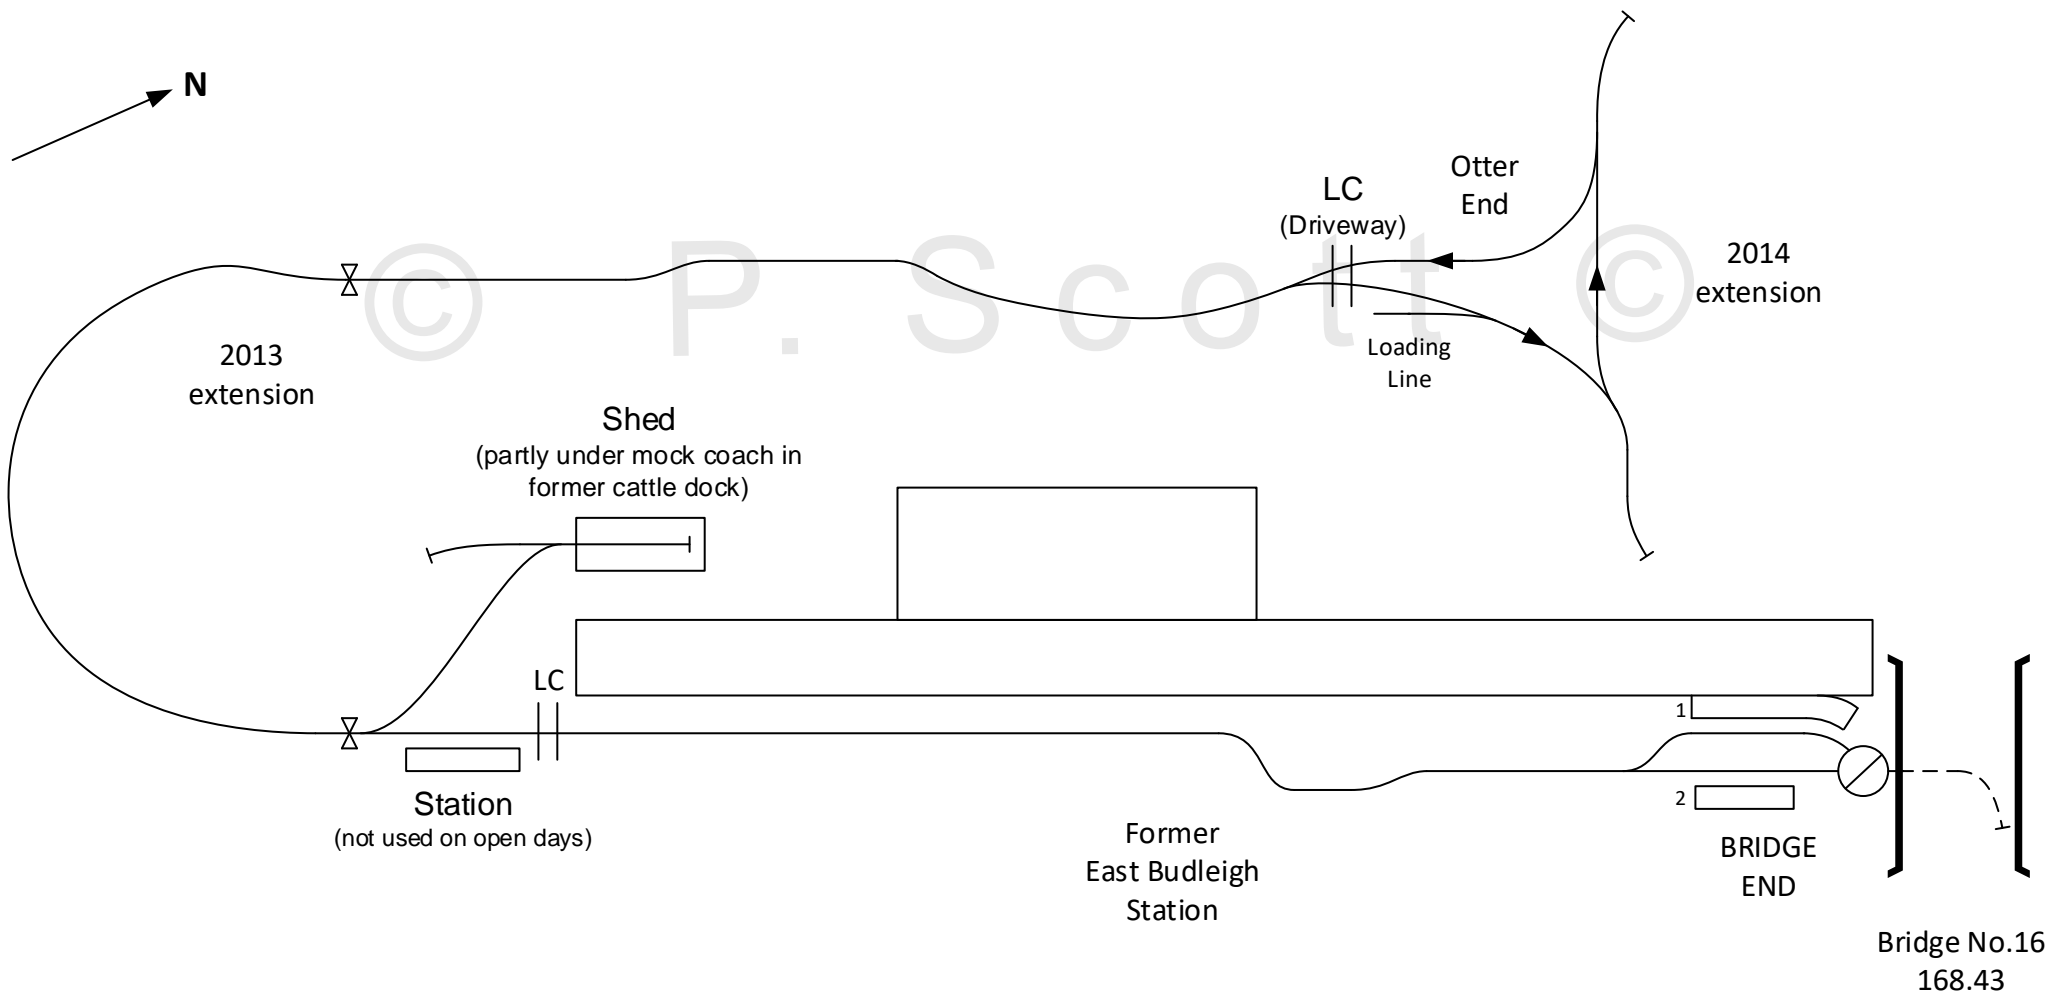 N
Otter
End
LC
(Driveway)
© P. Scott ©
2014
extension
2013
extension
Loading
Line
Shed
(partly under mock coach in
former cattle dock)
LC
1
Station
(not used on open days)
2
Former
East Budleigh
Station
BRIDGE
END
Bridge No.16
168.43